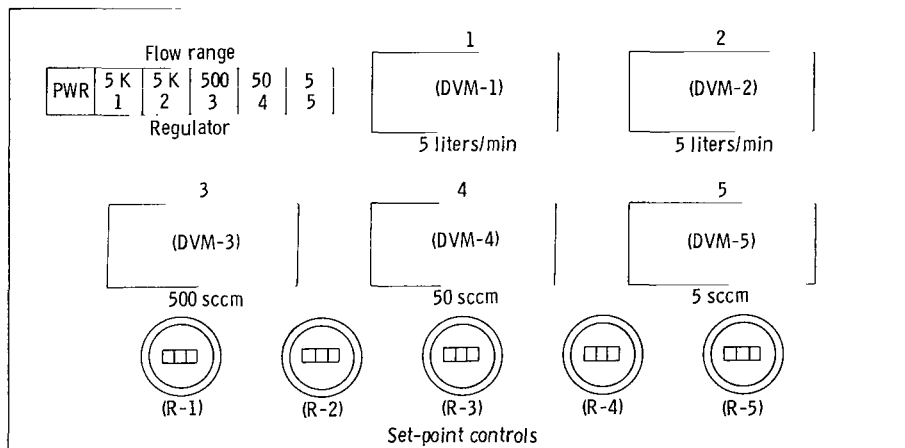 1 2
Flow range
PWR 5 K 5 K 500 50 5
1 2 3 4 5
Regulator
(DVM-1) (DVM-2)
5 liters/min 5 liters/min
3 4 5
(DVM-3) (DVM-4) (DVM-5)
500 sccm 50 sccm 5 sccm
(R-1) (R-2) (R-3) (R-4) (R-5)
Set-point controls